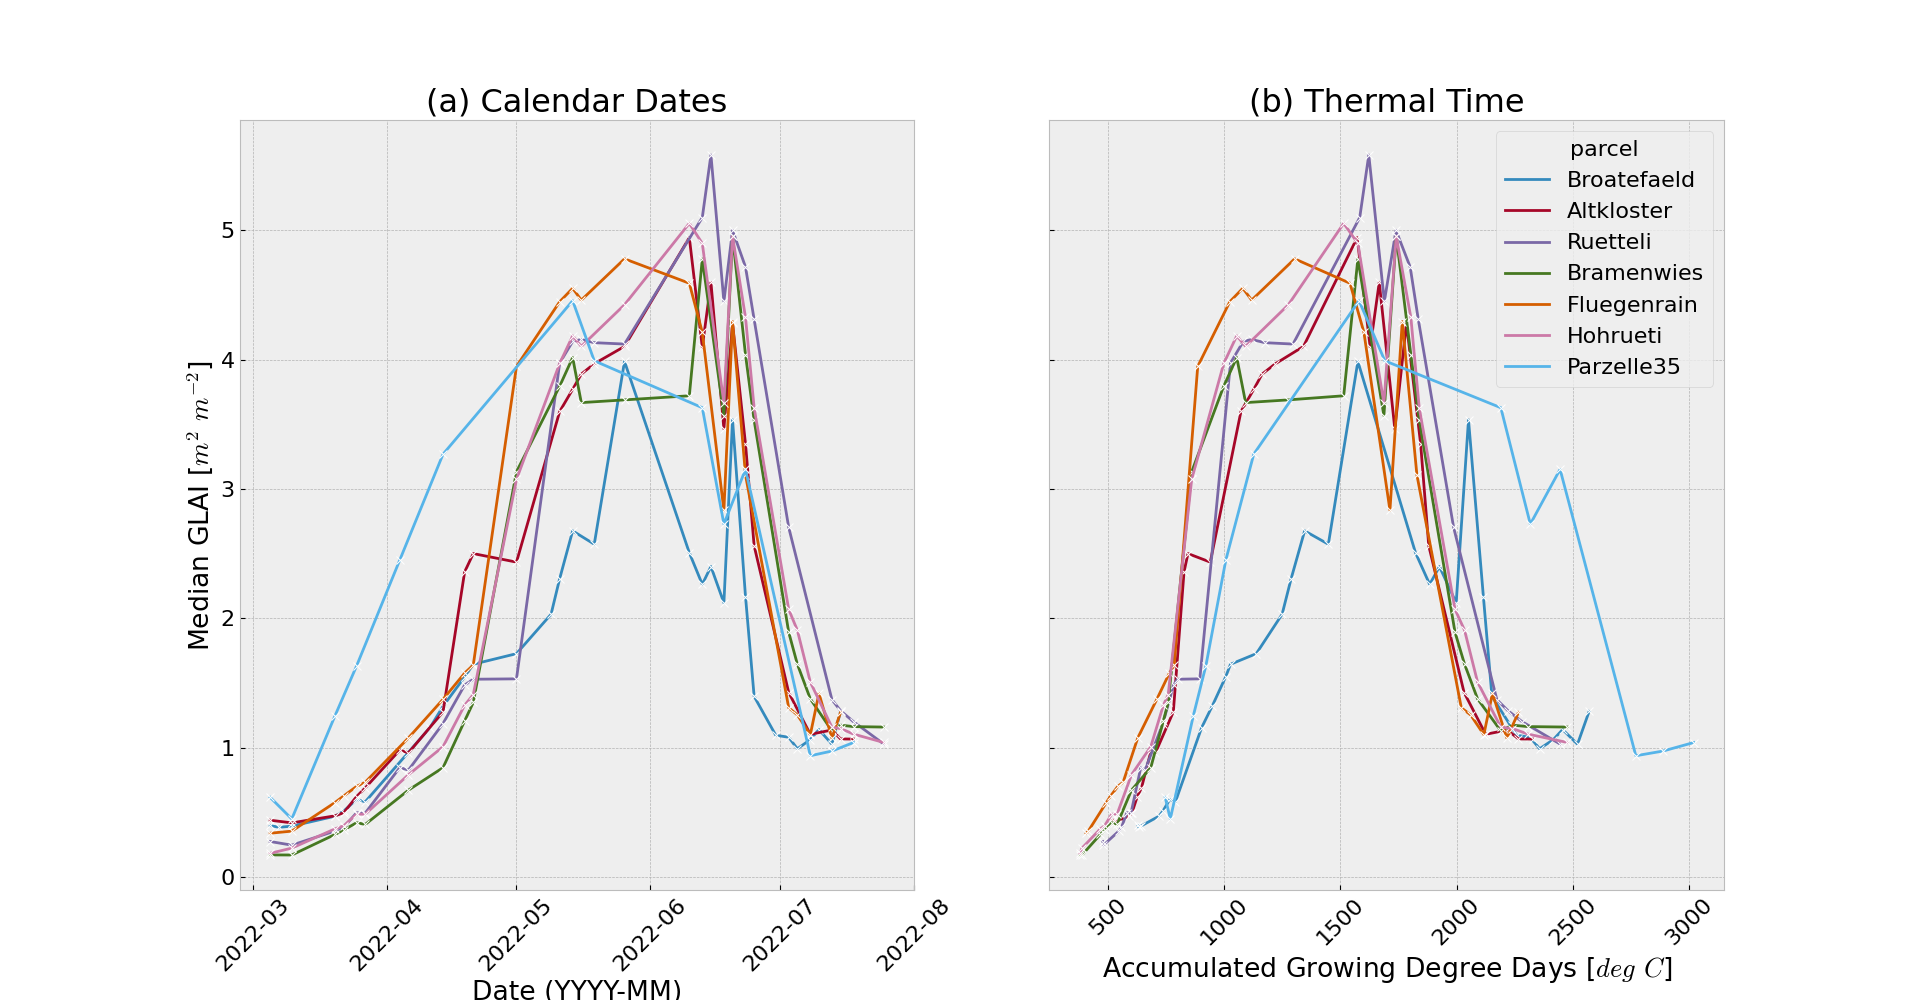 (a) Calendar Dates
(b) Thermal Time
parcel
Broatefaeld
Altkloster
Ruetteli
Bramenwies
Fluegenrain
Hohrueti
Parzelle35
Median GLAI [m² m⁻²]
5
4
3
2
1
0
2022-03
2022-04
2022-05
2022-06
2022-07
2022-08
Date (YYYY-MM)
500
1000
1500
2000
2500
3000
Accumulated Growing Degree Days [deg C]